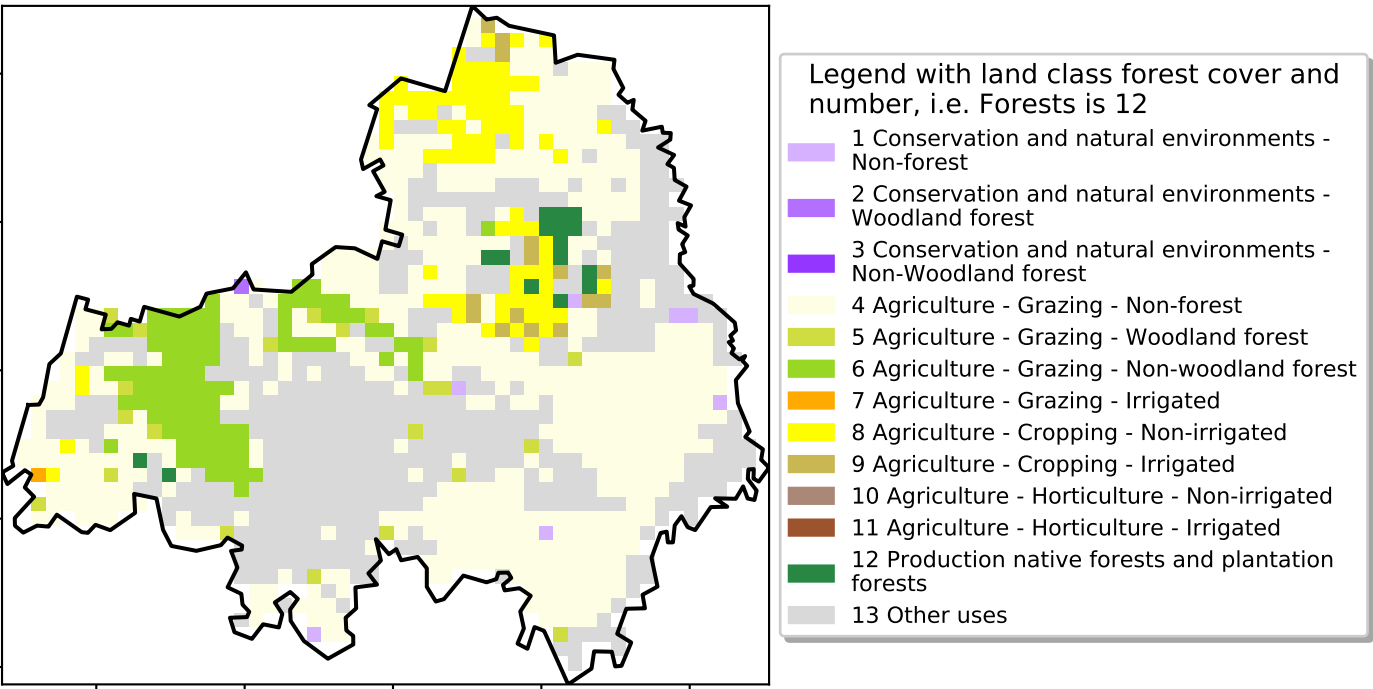 Legend with land class forest cover and
number, i.e. Forests is 12
1 Conservation and natural environments -
Non-forest
2 Conservation and natural environments -
Woodland forest
3 Conservation and natural environments -
Non-Woodland forest
4 Agriculture - Grazing - Non-forest
5 Agriculture - Grazing - Woodland forest
6 Agriculture - Grazing - Non-woodland forest
7 Agriculture - Grazing - Irrigated
8 Agriculture - Cropping - Non-irrigated
9 Agriculture - Cropping - Irrigated
10 Agriculture - Horticulture - Non-irrigated
11 Agriculture - Horticulture - Irrigated
12 Production native forests and plantation
forests
13 Other uses